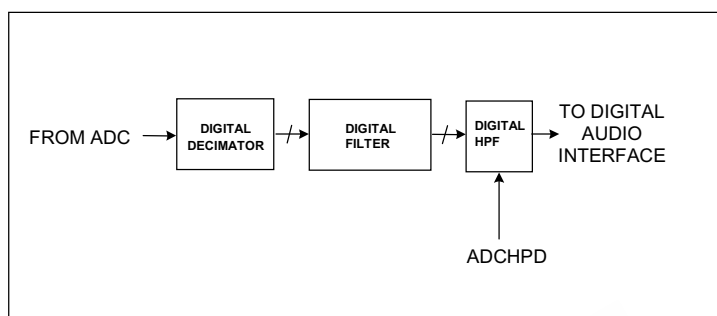 FROM ADC
DIGITAL
DECIMATOR
DIGITAL
FILTER
DIGITAL
HPF
TO DIGITAL
AUDIO
INTERFACE
ADCHPD